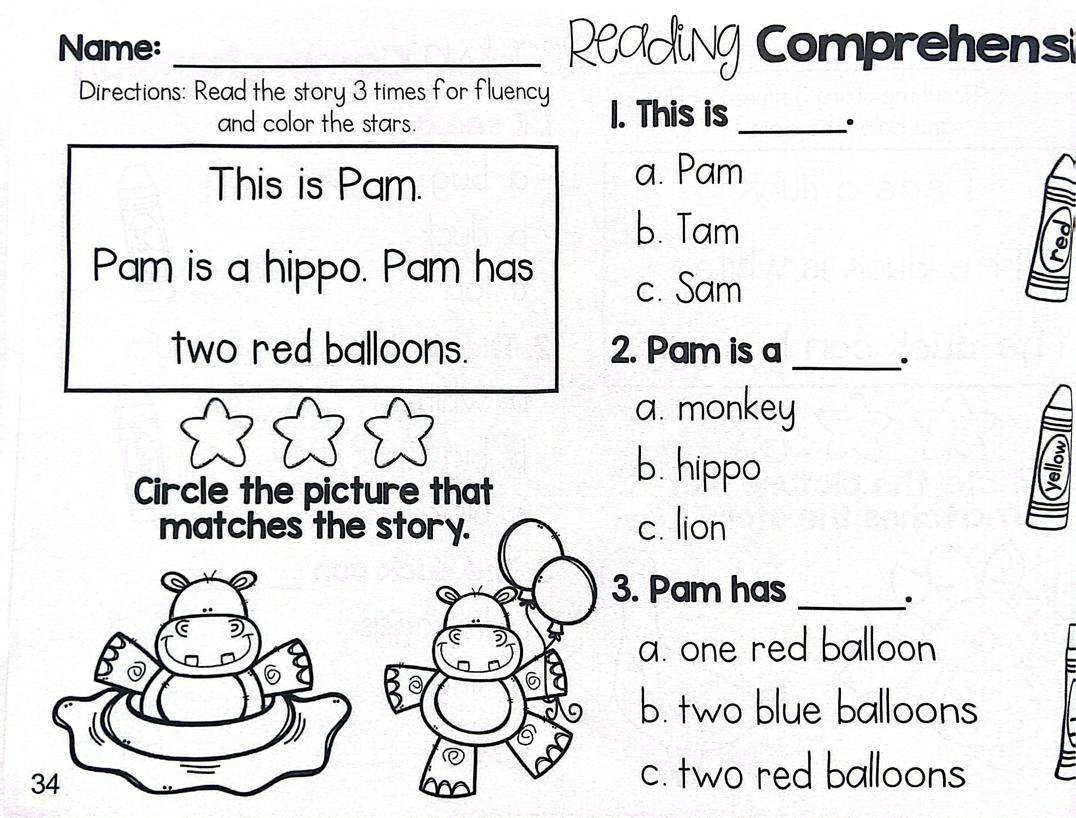 Name:
Directions: Read the story 3 times for fluency
and color the stars.
This is Pam.
Pam is a hippo. Pam has
two red balloons.
Circle the picture that
matches the story.
34
Reading Comprehensi
1. This is ______.
a. Pam
b. Tam
c. Sam
red
2. Pam is a ______.
a. monkey
b. hippo
c. lion
yellow
3. Pam has ______.
a. one red balloon
b. two blue balloons
c. two red balloons